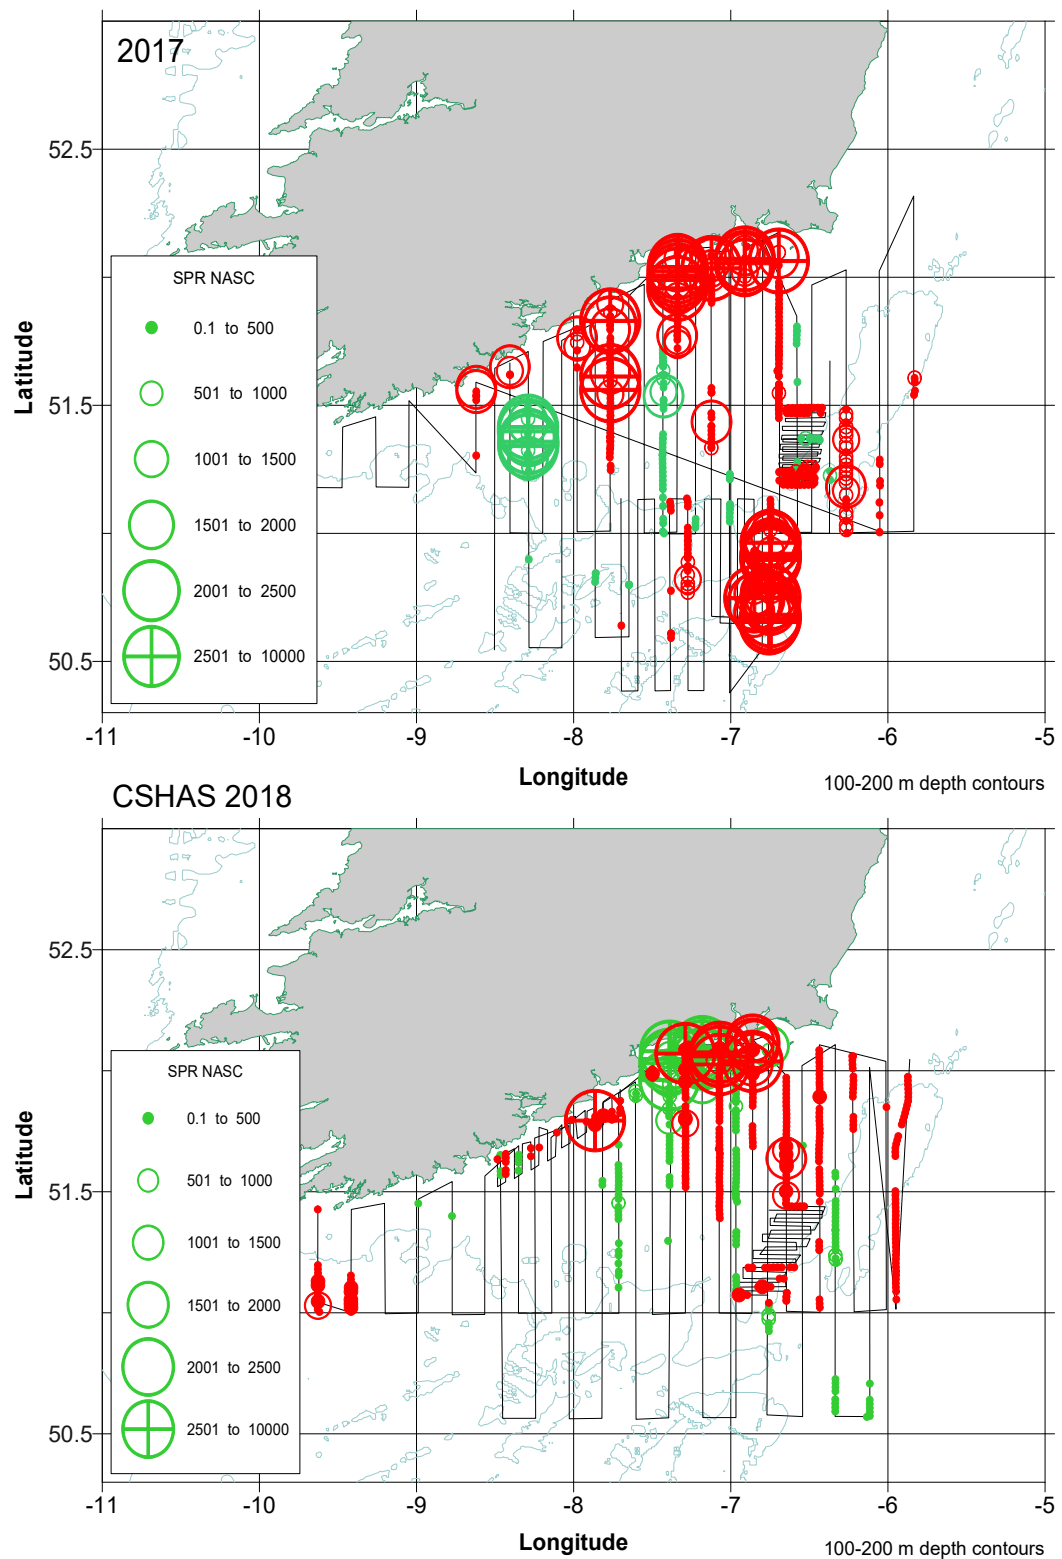 2017
52.5
SPR NASC
0.1 to 500
501 to 1000
51.5
1001 to 1500
1501 to 2000
2001 to 2500
2501 to 10000
50.5
Latitude
-11
-10
-9
-8
-7
-6
-5
Longitude
100-200 m depth contours
CSHAS 2018
52.5
SPR NASC
0.1 to 500
501 to 1000
51.5
1001 to 1500
1501 to 2000
2001 to 2500
2501 to 10000
50.5
Latitude
-11
-10
-9
-8
-7
-6
-5
Longitude
100-200 m depth contours